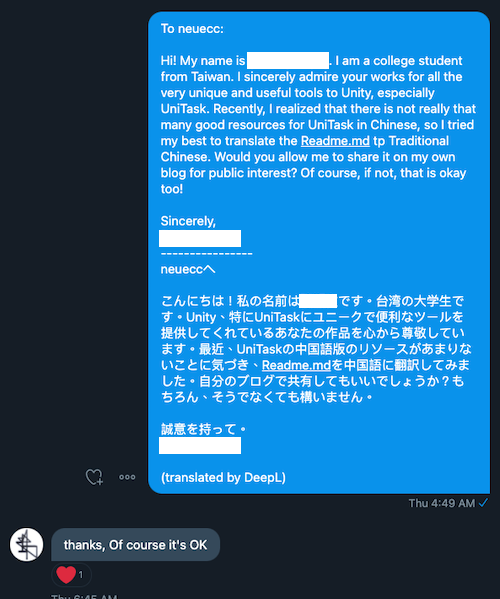 To neuecc:
Hi! My name is . I am a college student
from Taiwan. I sincerely admire your works for all the
very unique and useful tools to Unity, especially
UniTask. Recently, I realized that there is not really that
many good resources for UniTask in Chinese, so I tried
my best to translate the Readme.md tp Traditional
Chinese. Would you allow me to share it on my own
blog for public interest? Of course, if not, that is okay
too!
Sincerely,
----------------
neueccへ
こんにちは！私の名前は です。台湾の大学生で
す。Unity、特にUniTaskにユニークで便利なツールを
提供してくれているあなたの作品を心から尊敬してい
ます。最近、UniTaskの中国語版のリソースがあまりな
いことに気づき、Readme.mdを中国語に翻訳してみま
した。自分のブログで共有してもいいでしょうか？も
ちろん、そうでなくても構いません。
誠意を持って。
(translated by DeepL)
Thu 4:49 AM
thanks, Of course it's OK
1
Thu 6:45 AM